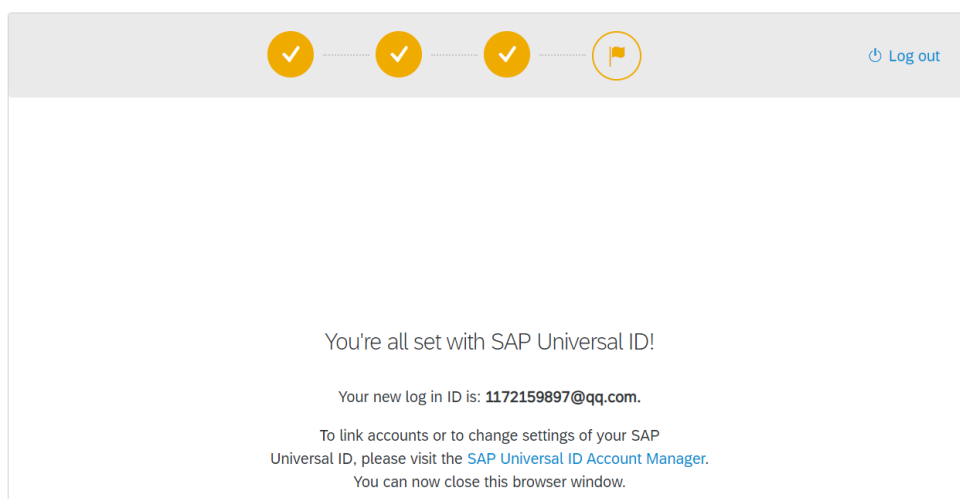 Log out
You're all set with SAP Universal ID!
Your new log in ID is: 1172159897@qq.com.
To link accounts or to change settings of your SAP
Universal ID, please visit the SAP Universal ID Account Manager.
You can now close this browser window.